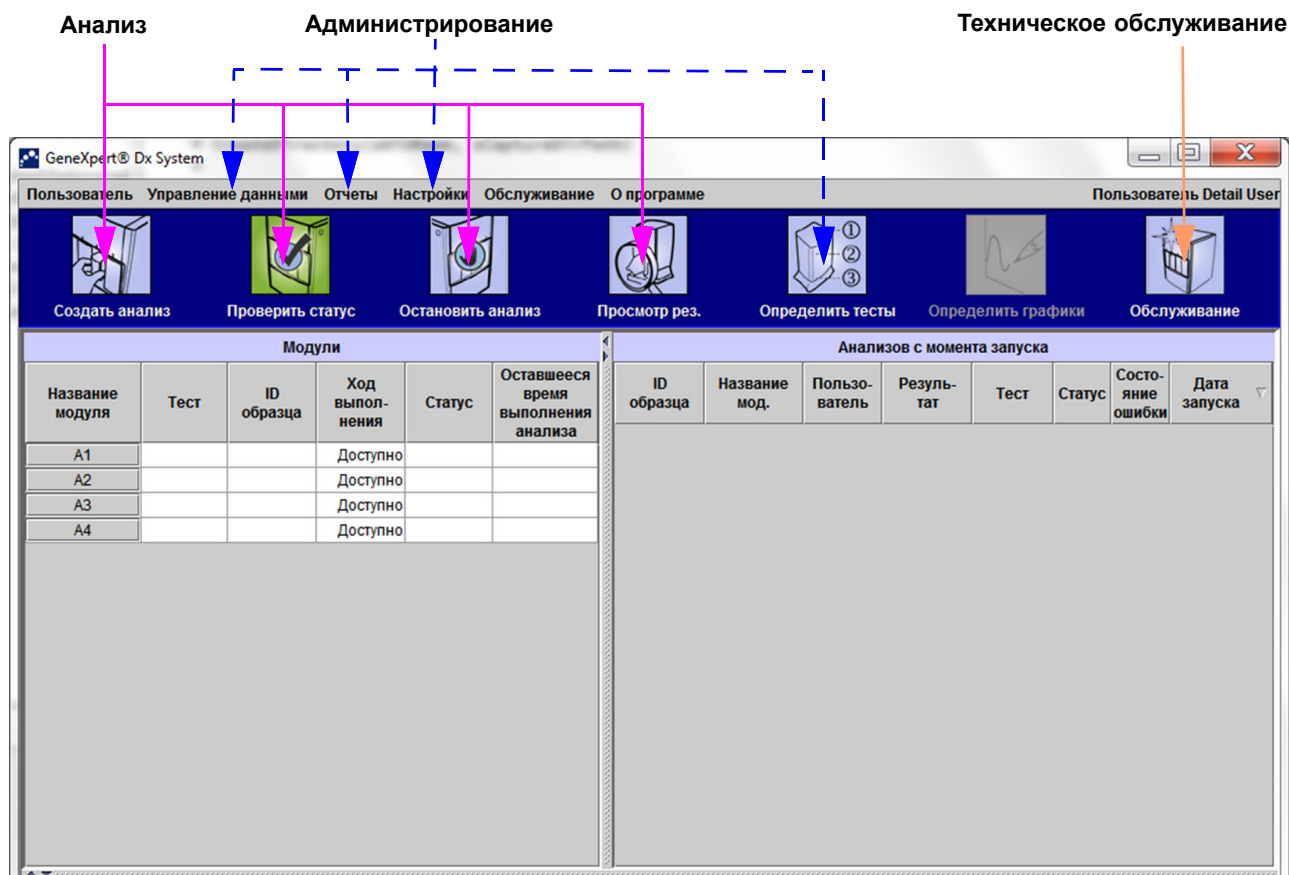 Анализ
Администрирование
Техническое обслуживание
GeneXpert® Dx System
Пользователь Управление данными Отчеты Настройки Обслуживание О программе
Пользователь Detail User
①
②
③
Создать анализ
Проверить статус
Остановить анализ
Просмотр рез.
Определить тесты
Определить графики
Обслуживание
Модули
Название
модуля
Тест
ID
образца
Ход
выпол-
нения
Статус
Оставшееся
время
выполнения
анализа
A1
Доступно
A2
Доступно
A3
Доступно
A4
Доступно
Анализов с момента запуска
ID
образца
Название
мод.
Пользо-
ватель
Резуль-
тат
Тест
Статус
Состо-
яние
ошибки
Дата
запуска